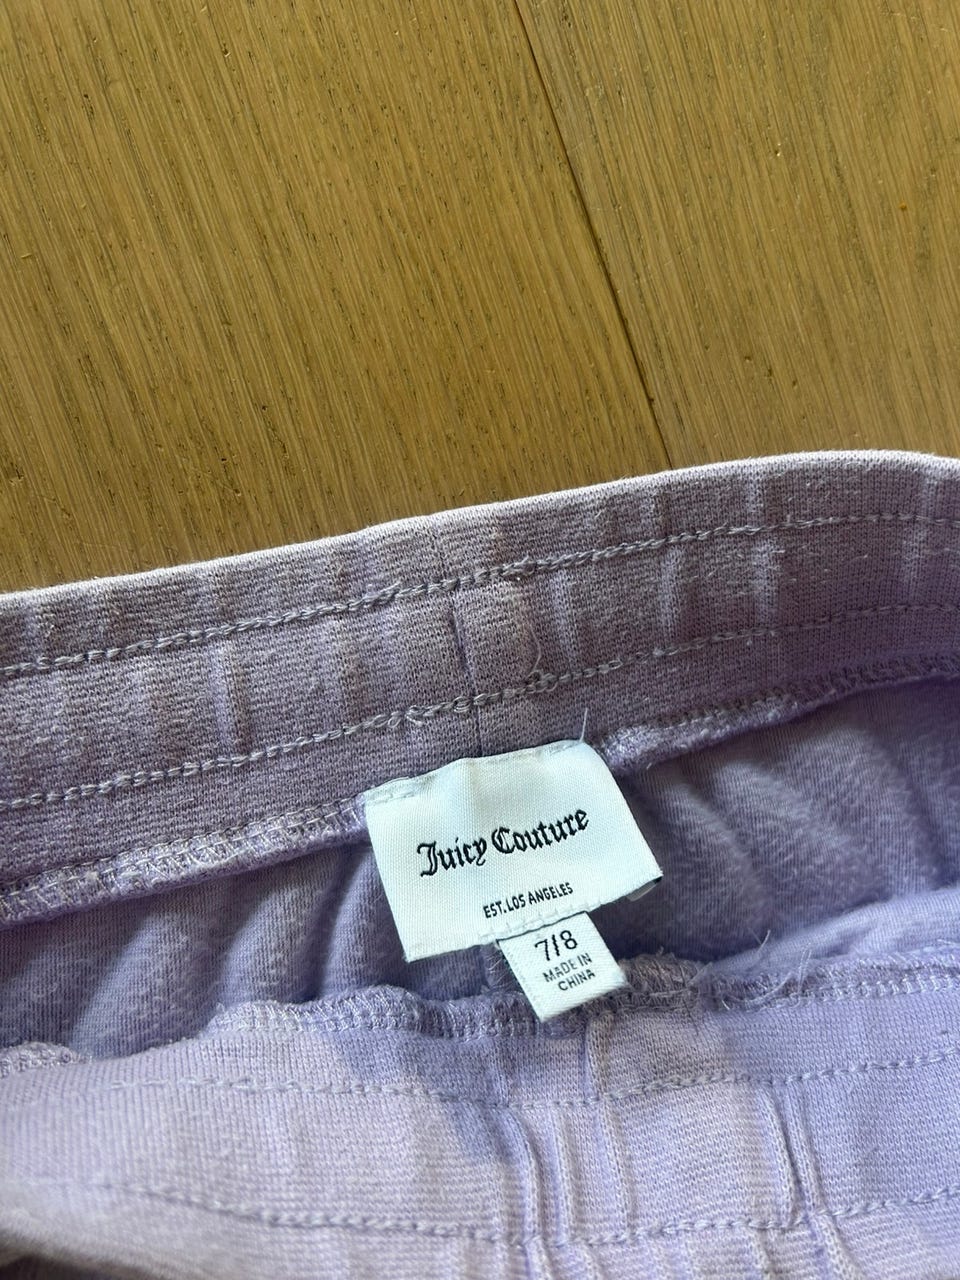 Juicy Couture
EST. LOS ANGELES
7/8
MADE IN
CHINA